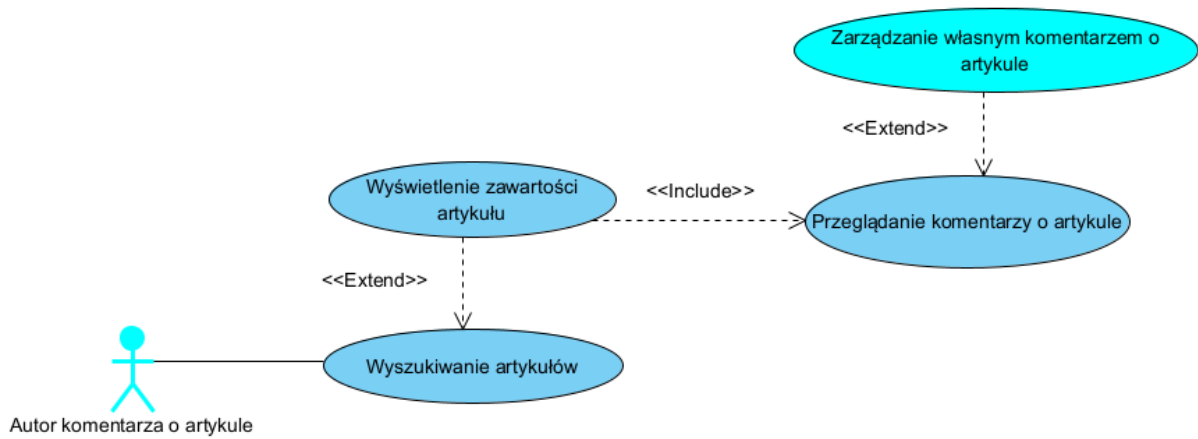 Zarządzanie własnym komentarzem o
artykule
<<Extend>>
Wyświetlenie zawartości
artykułu
<<Include>>
Przeglądanie komentarzy o artykule
<<Extend>>
Wyszukiwanie artykułów
Autor komentarza o artykule